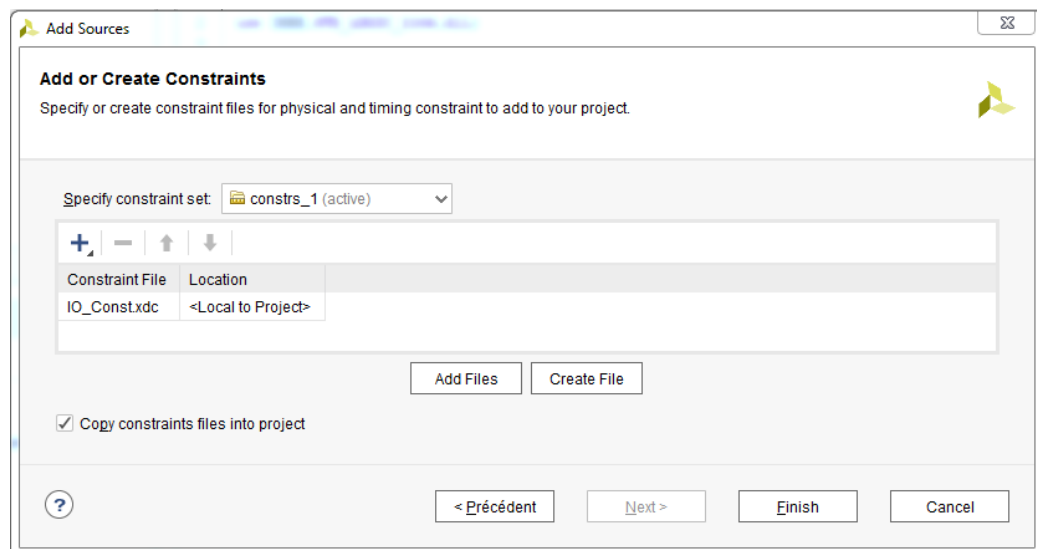 Add Sources
Add or Create Constraints
Specify or create constraint files for physical and timing constraint to add to your project.
Specify constraint set: constrs_1 (active)
Constraint File Location
IO_Const.xdc <Local to Project>
Add Files Create File
Copy constraints files into project
? < Précédent Next > Finish Cancel